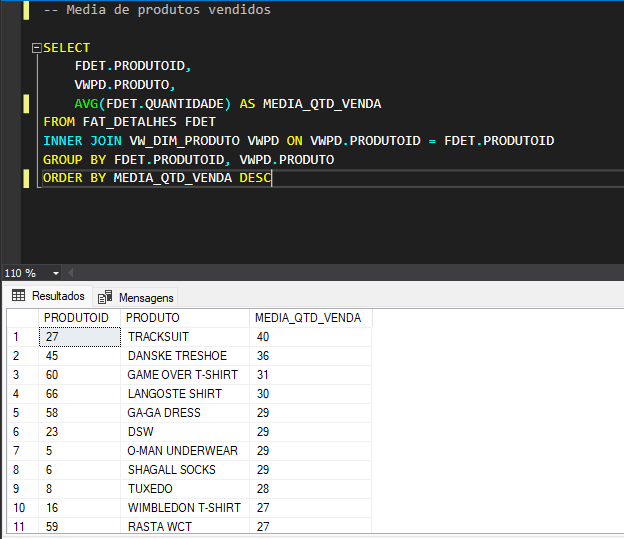 -- Media de produtos vendidos
SELECT
FDET.PRODUTOID,
VWPD.PRODUTO,
AVG(FDET.QUANTIDADE) AS MEDIA_QTD_VENDA
FROM FAT_DETALHES FDET
INNER JOIN VW_DIM_PRODUTO VWPD ON VWPD.PRODUTOID = FDET.PRODUTOID
GROUP BY FDET.PRODUTOID, VWPD.PRODUTO
ORDER BY MEDIA_QTD_VENDA DESC
110 %
Resultados Mensagens
PRODUTOID PRODUTO MEDIA_QTD_VENDA
1 27 TRACKSUIT 40
2 45 DANSKE TRESHOE 36
3 60 GAME OVER T-SHIRT 31
4 66 LANGOSTE SHIRT 30
5 58 GA-GA DRESS 29
6 23 DSW 29
7 5 O-MAN UNDERWEAR 29
8 6 SHAGALL SOCKS 29
9 8 TUXEDO 28
10 16 WIMBLEDON T-SHIRT 27
11 59 RASTA WCT 27